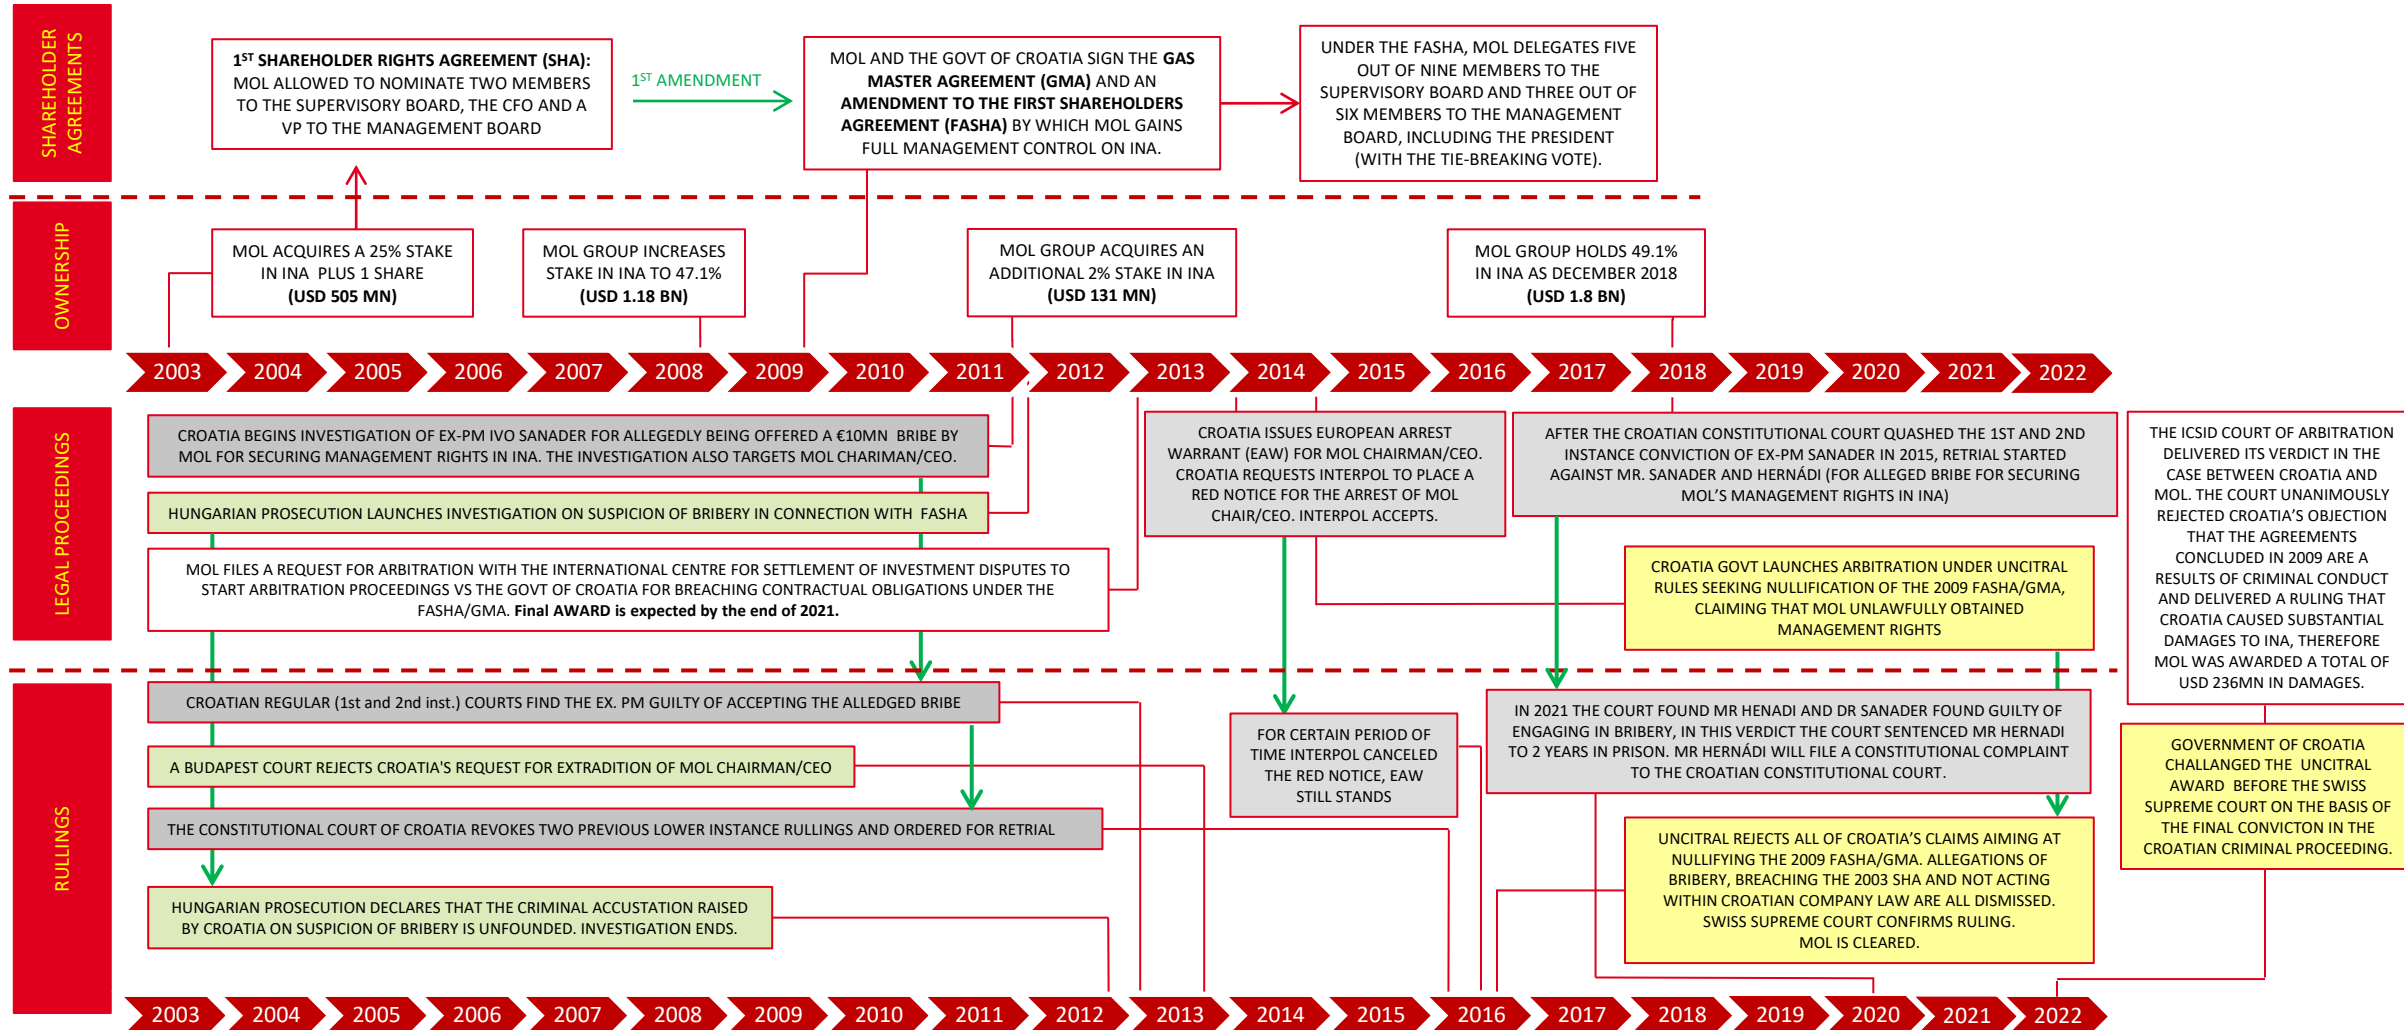 SHAREHOLDER
AGREEMENTS
1ST SHAREHOLDER RIGHTS AGREEMENT (SHA):
MOL ALLOWED TO NOMINATE TWO MEMBERS
TO THE SUPERVISORY BOARD, THE CFO AND A
VP TO THE MANAGEMENT BOARD
1ST AMENDMENT
MOL AND THE GOVT OF CROATIA SIGN THE GAS
MASTER AGREEMENT (GMA) AND AN
AMENDMENT TO THE FIRST SHAREHOLDERS
AGREEMENT (FASHA) BY WHICH MOL GAINS
FULL MANAGEMENT CONTROL ON INA.
UNDER THE FASHA, MOL DELEGATES FIVE
OUT OF NINE MEMBERS TO THE
SUPERVISORY BOARD AND THREE OUT OF
SIX MEMBERS TO THE MANAGEMENT
BOARD, INCLUDING THE PRESIDENT
(WITH THE TIE-BREAKING VOTE).
OWNERSHIP
MOL ACQUIRES A 25% STAKE
IN INA PLUS 1 SHARE
(USD 505 MN)
MOL GROUP INCREASES
STAKE IN INA TO 47.1%
(USD 1.18 BN)
MOL GROUP ACQUIRES AN
ADDITIONAL 2% STAKE IN INA
(USD 131 MN)
MOL GROUP HOLDS 49.1%
IN INA AS DECEMBER 2018
(USD 1.8 BN)
2003 2004 2005 2006 2007 2008 2009 2010 2011 2012 2013 2014 2015 2016 2017 2018 2019 2020 2021 2022
LEGAL PROCEEDINGS
CROATIA BEGINS INVESTIGATION OF EX-PM IVO SANADER FOR ALLEGEDLY BEING OFFERED A €10MN BRIBE BY
MOL FOR SECURING MANAGEMENT RIGHTS IN INA. THE INVESTIGATION ALSO TARGETS MOL CHARIMAN/CEO.
HUNGARIAN PROSECUTION LAUNCHES INVESTIGATION ON SUSPICION OF BRIBERY IN CONNECTION WITH FASHA
MOL FILES A REQUEST FOR ARBITRATION WITH THE INTERNATIONAL CENTRE FOR SETTLEMENT OF INVESTMENT DISPUTES TO
START ARBITRATION PROCEEDINGS VS THE GOVT OF CROATIA FOR BREACHING CONTRACTUAL OBLIGATIONS UNDER THE
FASHA/GMA. Final AWARD is expected by the end of 2021.
CROATIA ISSUES EUROPEAN ARREST
WARRANT (EAW) FOR MOL CHAIRMAN/CEO.
CROATIA REQUESTS INTERPOL TO PLACE A
RED NOTICE FOR THE ARREST OF MOL
CHAIR/CEO. INTERPOL ACCEPTS.
AFTER THE CROATIAN CONSTITUTIONAL COURT QUASHED THE 1ST AND 2ND
INSTANCE CONVICTION OF EX-PM SANADER IN 2015, RETRIAL STARTED
AGAINST MR. SANADER AND HERNÁDI (FOR ALLEGED BRIBE FOR SECURING
MOL'S MANAGEMENT RIGHTS IN INA)
CROATIA GOVT LAUNCHES ARBITRATION UNDER UNCITRAL
RULES SEEKING NULLIFICATION OF THE 2009 FASHA/GMA,
CLAIMING THAT MOL UNLAWFULLY OBTAINED
MANAGEMENT RIGHTS
THE ICSID COURT OF ARBITRATION
DELIVERED ITS VERDICT IN THE
CASE BETWEEN CROATIA AND
MOL. THE COURT UNANIMOUSLY
REJECTED CROATIA'S OBJECTION
THAT THE AGREEMENTS
CONCLUDED IN 2009 ARE A
RESULTS OF CRIMINAL CONDUCT
AND DELIVERED A RULING THAT
CROATIA CAUSED SUBSTANTIAL
DAMAGES TO INA, THEREFORE
MOL WAS AWARDED A TOTAL OF
USD 236MN IN DAMAGES.
RULLINGS
CROATIAN REGULAR (1st and 2nd inst.) COURTS FIND THE EX. PM GUILTY OF ACCEPTING THE ALLEDGED BRIBE
A BUDAPEST COURT REJECTS CROATIA'S REQUEST FOR EXTRADITION OF MOL CHAIRMAN/CEO
THE CONSTITUTIONAL COURT OF CROATIA REVOKES TWO PREVIOUS LOWER INSTANCE RULLINGS AND ORDERED FOR RETRIAL
HUNGARIAN PROSECUTION DECLARES THAT THE CRIMINAL ACCUSTATION RAISED
BY CROATIA ON SUSPICION OF BRIBERY IS UNFOUNDED. INVESTIGATION ENDS.
FOR CERTAIN PERIOD OF
TIME INTERPOL CANCELED
THE RED NOTICE, EAW
STILL STANDS
IN 2021 THE COURT FOUND MR HENADI AND DR SANADER FOUND GUILTY OF
ENGAGING IN BRIBERY, IN THIS VERDICT THE COURT SENTENCED MR HERNADI
TO 2 YEARS IN PRISON. MR HERNÁDI WILL FILE A CONSTITUTIONAL COMPLAINT
TO THE CROATIAN CONSTITUTIONAL COURT.
UNCITRAL REJECTS ALL OF CROATIA'S CLAIMS AIMING AT
NULLIFYING THE 2009 FASHA/GMA. ALLEGATIONS OF
BRIBERY, BREACHING THE 2003 SHA AND NOT ACTING
WITHIN CROATIAN COMPANY LAW ARE ALL DISMISSED.
SWISS SUPREME COURT CONFIRMS RULING.
MOL IS CLEARED.
GOVERNMENT OF CROATIA
CHALLANGED THE UNCITRAL
AWARD BEFORE THE SWISS
SUPREME COURT ON THE BASIS OF
THE FINAL CONVICTON IN THE
CROATIAN CRIMINAL PROCEEDING.
2003 2004 2005 2006 2007 2008 2009 2010 2011 2012 2013 2014 2015 2016 2017 2018 2019 2020 2021 2022